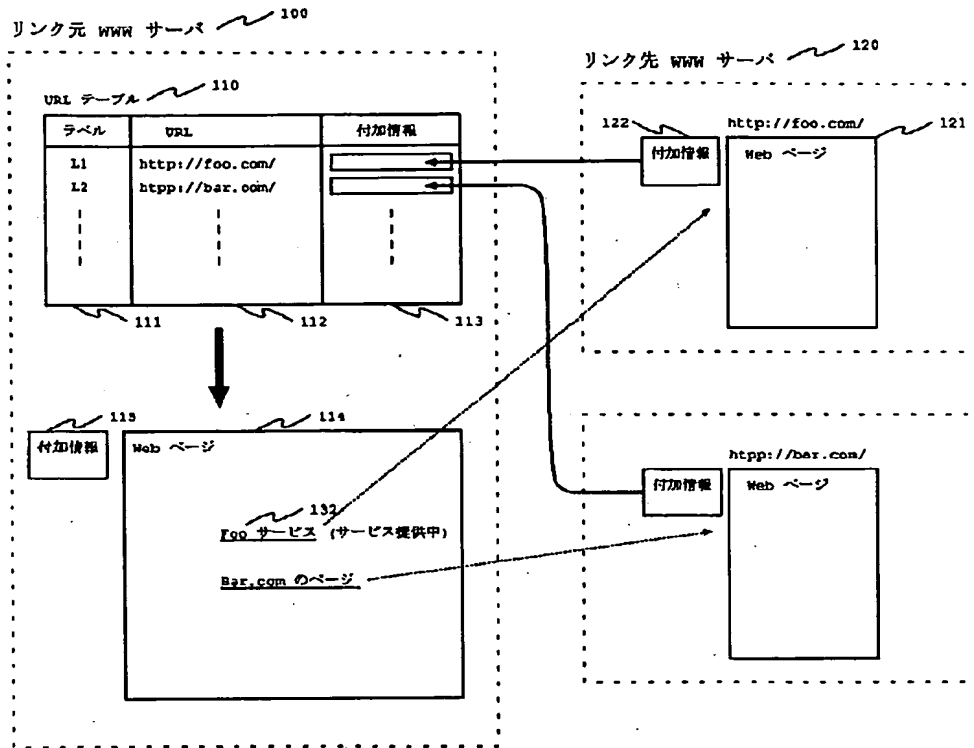 リンク元 WWW サーバ 100
URL テーブル 110
ラベル URL 付加情報
L1 http://foo.com/
L2 htpp://bar.com/
111 112 113
115
付加情報
114
Web ページ
132
Foo サービス (サービス提供中)
Bar.com のページ
リンク先 WWW サーバ 120
122
付加情報
http://foo.com/ 121
Web ページ
htpp://bar.com/
付加情報
Web ページ